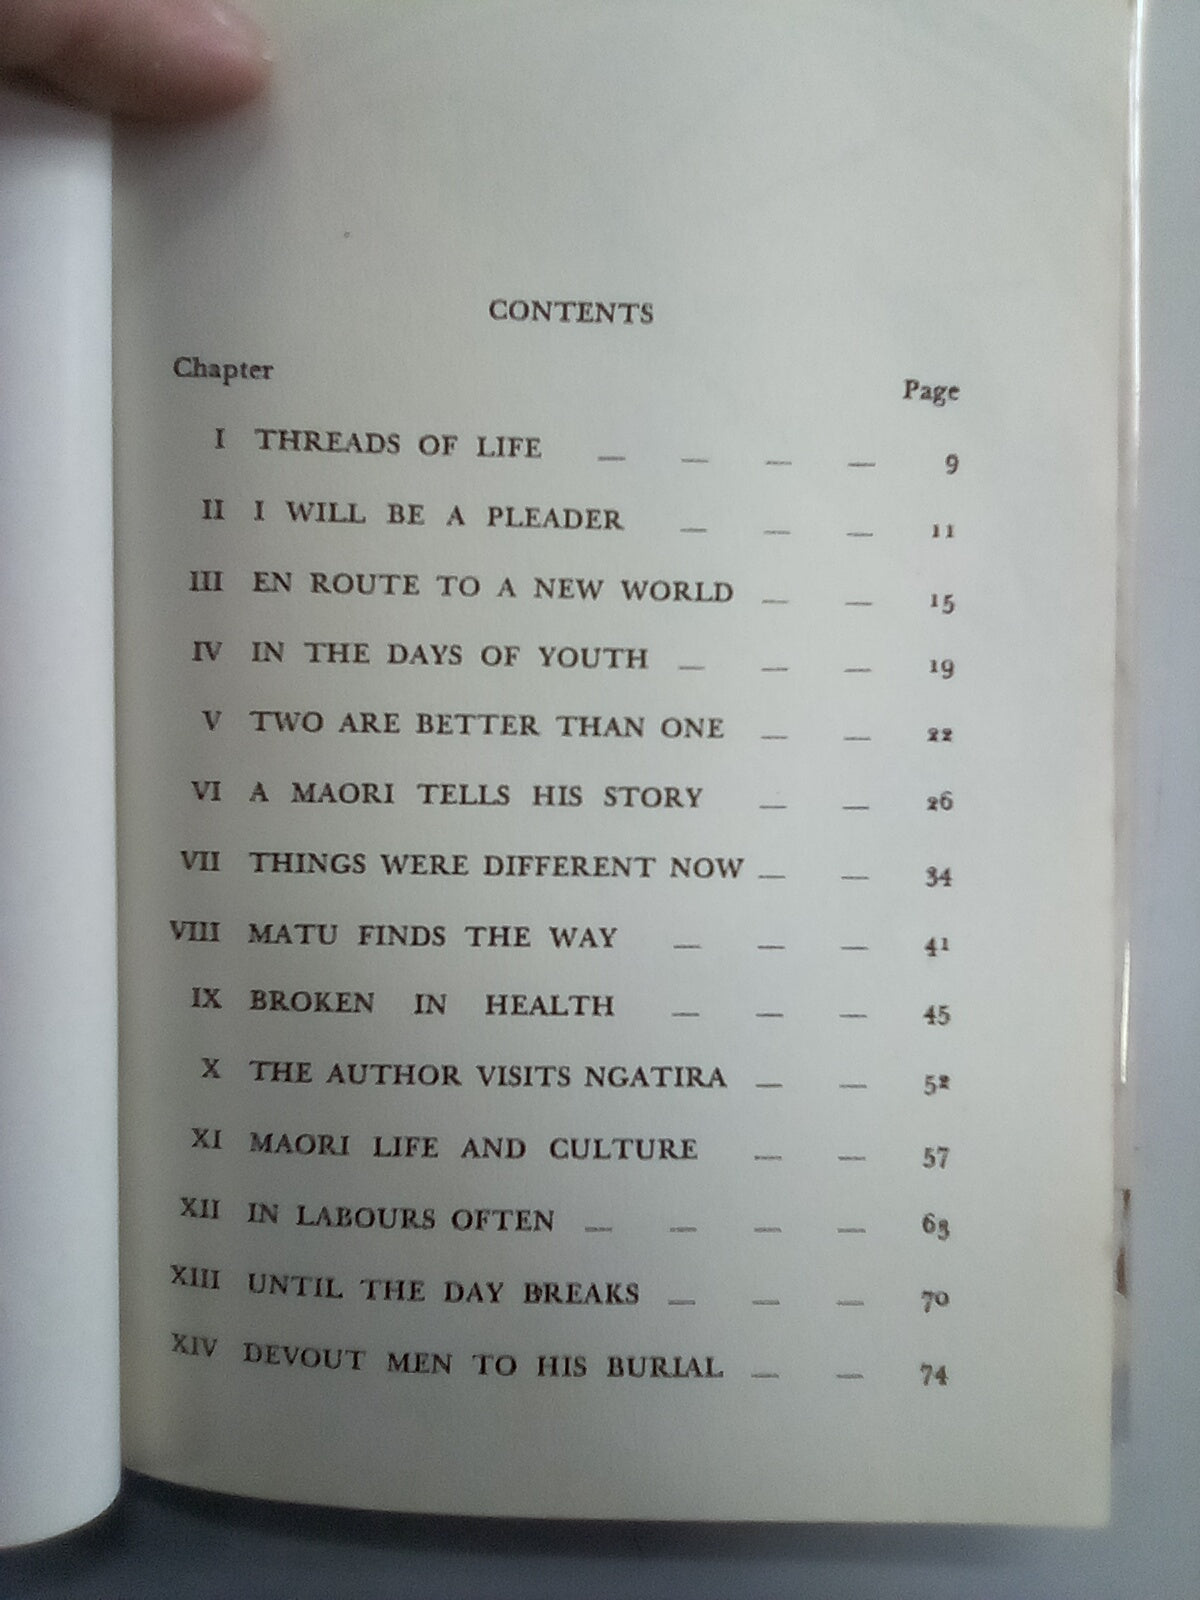 CONTENTS
Chapter Page
I THREADS OF LIFE — — — — 9
II I WILL BE A PLEADER — — — 11
III EN ROUTE TO A NEW WORLD — — 15
IV IN THE DAYS OF YOUTH — — — 19
V TWO ARE BETTER THAN ONE — — 22
VI A MAORI TELLS HIS STORY — — 26
VII THINGS WERE DIFFERENT NOW — — 34
VIII MATU FINDS THE WAY — — — 41
IX BROKEN IN HEALTH — — — 45
X THE AUTHOR VISITS NGATIRA — — 52
XI MAORI LIFE AND CULTURE — — 57
XII IN LABOURS OFTEN — — — — 63
XIII UNTIL THE DAY BREAKS — — — 70
XIV DEVOUT MEN TO HIS BURIAL — — 74